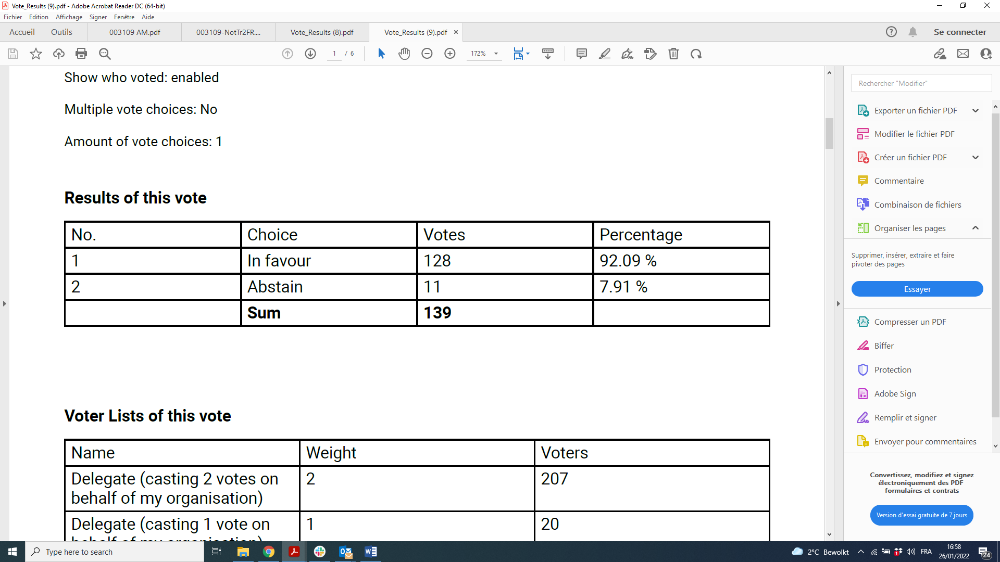 Vote_Results (9).pdf - Adobe Acrobat Reader DC (64-bit)
Fichier Edition Affichage Signer Fenêtre Aide
Accueil Outils 003109 AM.pdf 003109-NotTr2FR.... Vote_Results (8).pdf Vote_Results (9).pdf × Se connecter
1 / 6 172%
Show who voted: enabled
Multiple vote choices: No
Amount of vote choices: 1
Results of this vote
No. Choice Votes Percentage
1 In favour 128 92.09 %
2 Abstain 11 7.91 %
Sum 139
Voter Lists of this vote
Name Weight Voters
Delegate (casting 2 votes on 2 207
behalf of my organisation)
Delegate (casting 1 vote on 1 20
behalf of my organisation)
Rechercher "Modifier"
Exporter un fichier PDF
Modifier le fichier PDF
Créer un fichier PDF
Commentaire
Combinaison de fichiers
Organiser les pages
Supprimer, insérer, extraire et faire
pivoter des pages
Essayer
Compresser un PDF
Biffer
Protection
Adobe Sign
Remplir et signer
Envoyer pour commentaires
Convertissez, modifiez et signez
électroniquement des PDF
formulaires et contrats
Version d'essai gratuite de 7 jours
Type here to search
2°C Bewolkt FRA 16:58
26/01/2022 24